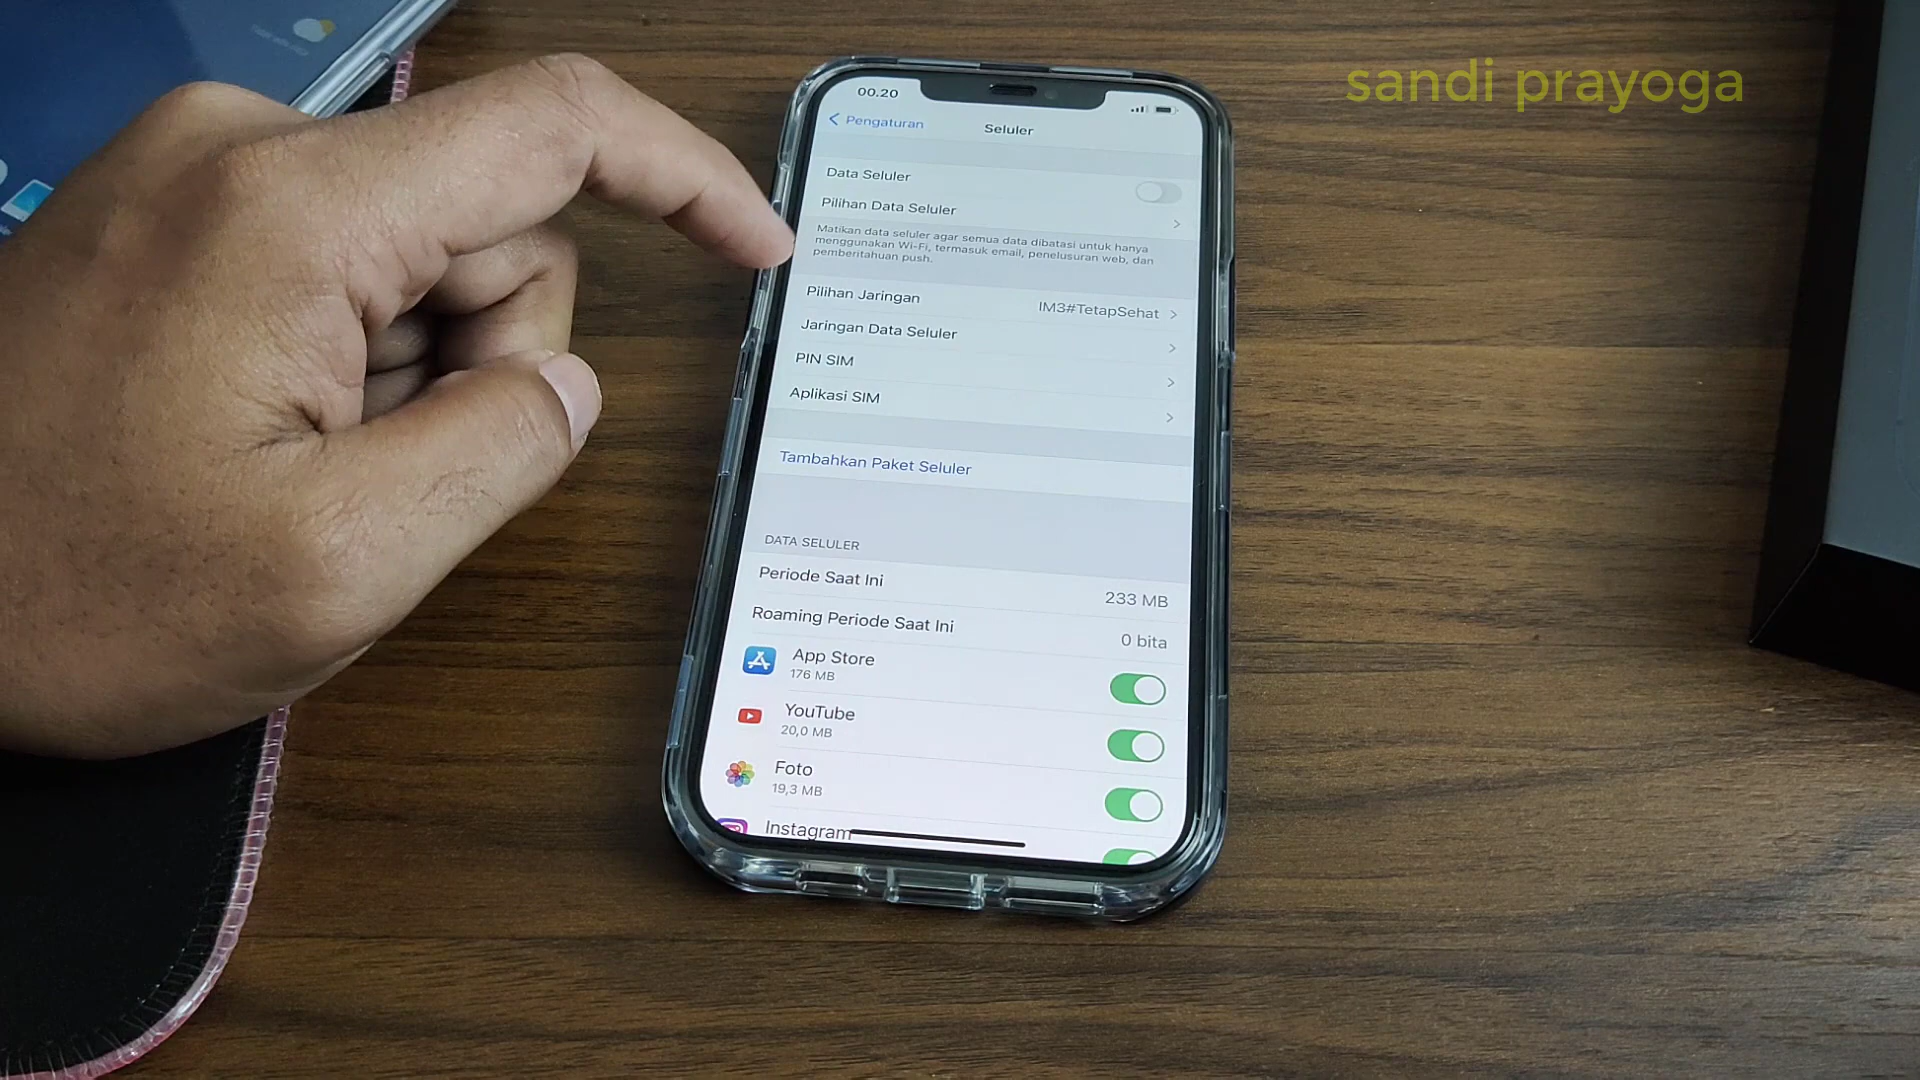 sandi prayoga
00.20
Pengaturan
Seluler
Data Seluler
Pilihan Data Seluler
Matikan data seluler agar semua data dibatasi untuk hanya
menggunakan Wi-Fi, termasuk email, penelusuran web, dan
pemberitahuan push.
Pilihan Jaringan IM3#TetapSehat
Jaringan Data Seluler
PIN SIM
Aplikasi SIM
Tambahkan Paket Seluler
DATA SELULER
Periode Saat Ini 233 MB
Roaming Periode Saat Ini 0 bita
App Store
176 MB
YouTube
20,0 MB
Foto
19,3 MB
Instagram